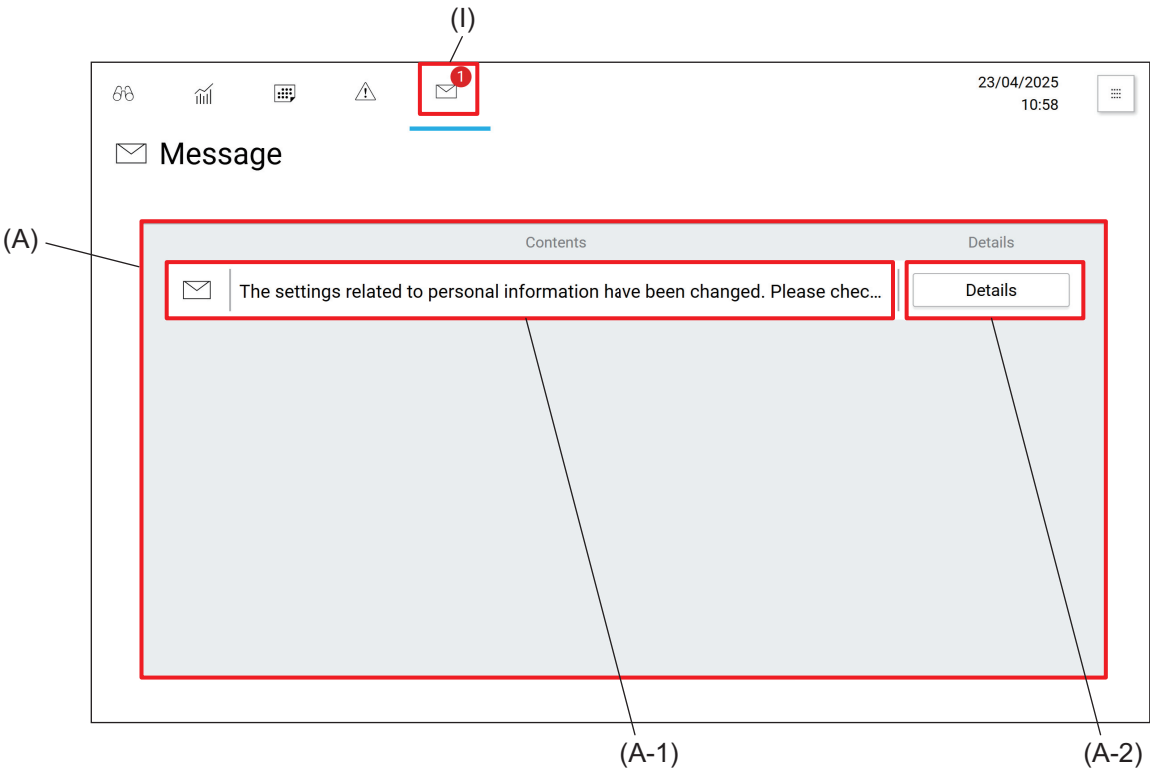 (I)
1
23/04/2025
10:58
Message
(A)
Contents Details
The settings related to personal information have been changed. Please chec... Details
(A-1) (A-2)